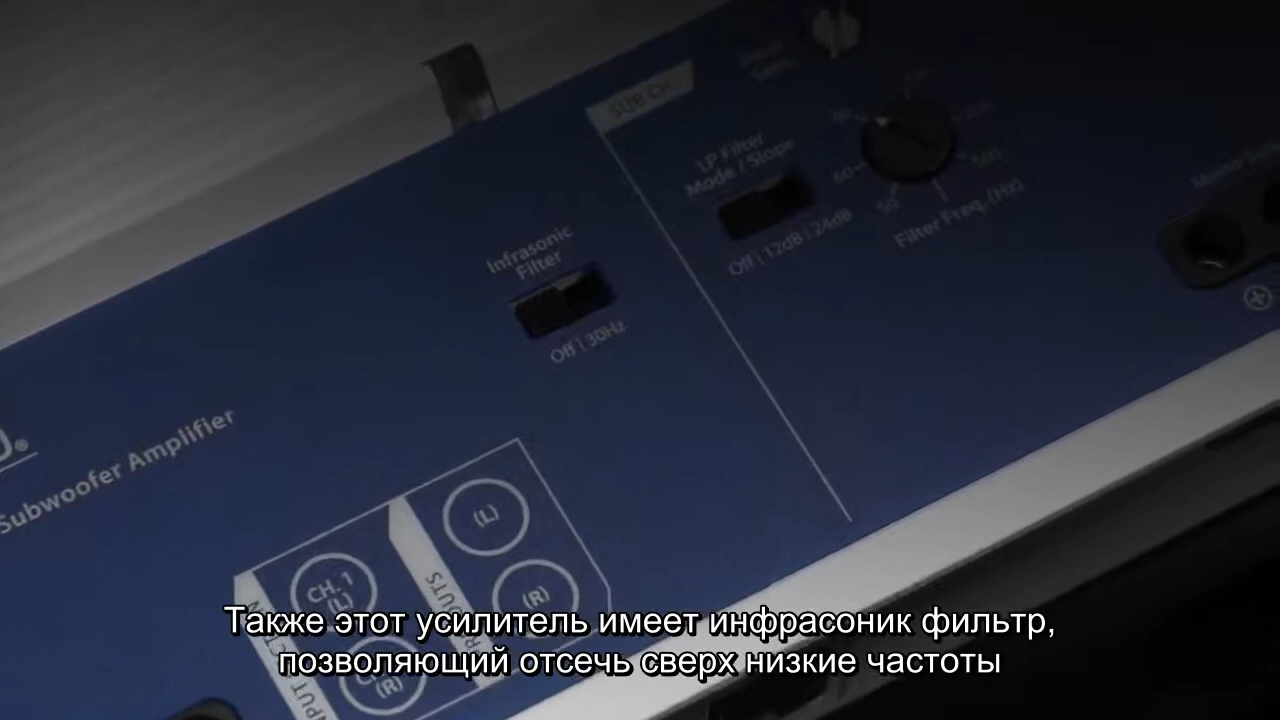 SUB CH.
LP Filter
Mode / Slope
Off | 12dB | 24dB
60
50
500
Filter Freq. (Hz)
Infrasonic
Filter
Off | 30Hz
®
Subwoofer Amplifier
(L)
CH. 1
(L)
(R)
(R)
Также этот усилитель имеет инфрасоник фильтр,
позволяющий отсечь сверх низкие частоты